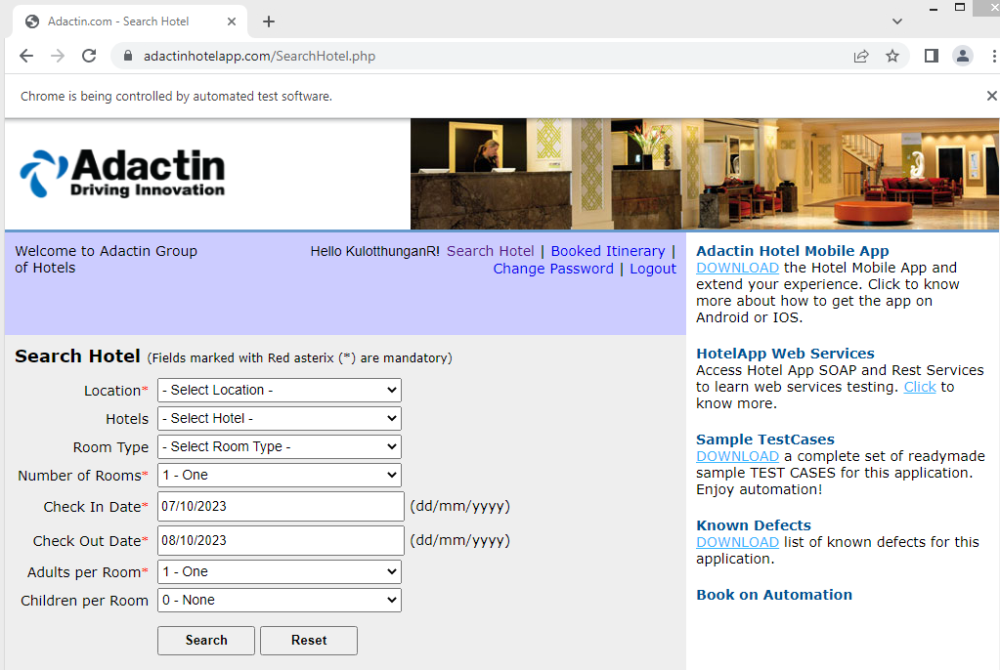 Adactin.com - Search Hotel
adactinhotelapp.com/SearchHotel.php
Chrome is being controlled by automated test software.
Adactin
Driving Innovation
Welcome to Adactin Group
of Hotels
Hello KulotthunganR! Search Hotel | Booked Itinerary |
Change Password | Logout
Search Hotel (Fields marked with Red asterix (*) are mandatory)
Location* - Select Location -
Hotels - Select Hotel -
Room Type - Select Room Type -
Number of Rooms* 1 - One
Check In Date* 07/10/2023 (dd/mm/yyyy)
Check Out Date* 08/10/2023 (dd/mm/yyyy)
Adults per Room* 1 - One
Children per Room 0 - None
Search Reset
Adactin Hotel Mobile App
DOWNLOAD the Hotel Mobile App and
extend your experience. Click to know
more about how to get the app on
Android or IOS.
HotelApp Web Services
Access Hotel App SOAP and Rest Services
to learn web services testing. Click to
know more.
Sample TestCases
DOWNLOAD a complete set of readymade
sample TEST CASES for this application.
Enjoy automation!
Known Defects
DOWNLOAD list of known defects for this
application.
Book on Automation